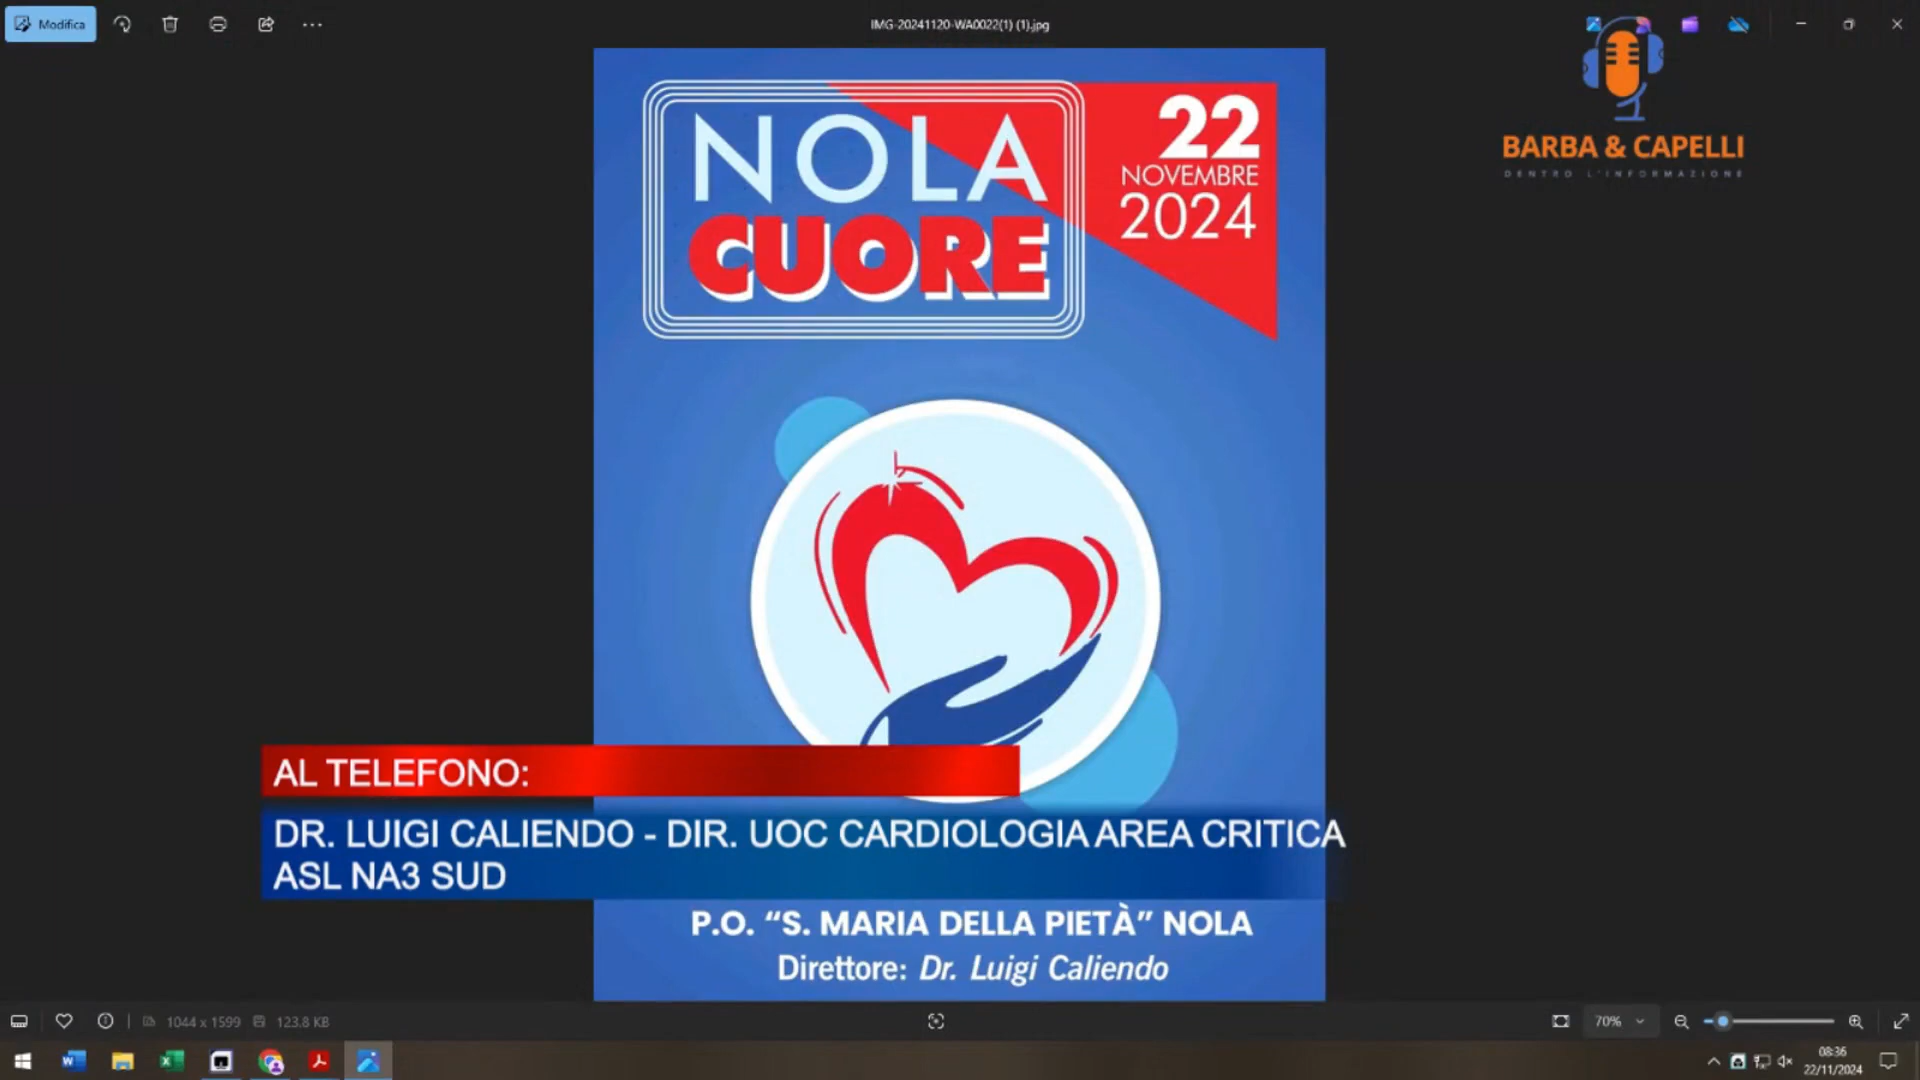 Modifica
IMG-20241120-WA0022(1) (1).jpg
BARBA & CAPELLI
DENTRO L'INFORMAZIONE
NOLA
CUORE
22
NOVEMBRE
2024
AL TELEFONO:
DR. LUIGI CALIENDO - DIR. UOC CARDIOLOGIA AREA CRITICA
ASL NA3 SUD
P.O. “S. MARIA DELLA PIETÀ” NOLA
Direttore: Dr. Luigi Caliendo
1044 x 1599
123.8 KB
70%
08:36
22/11/2024